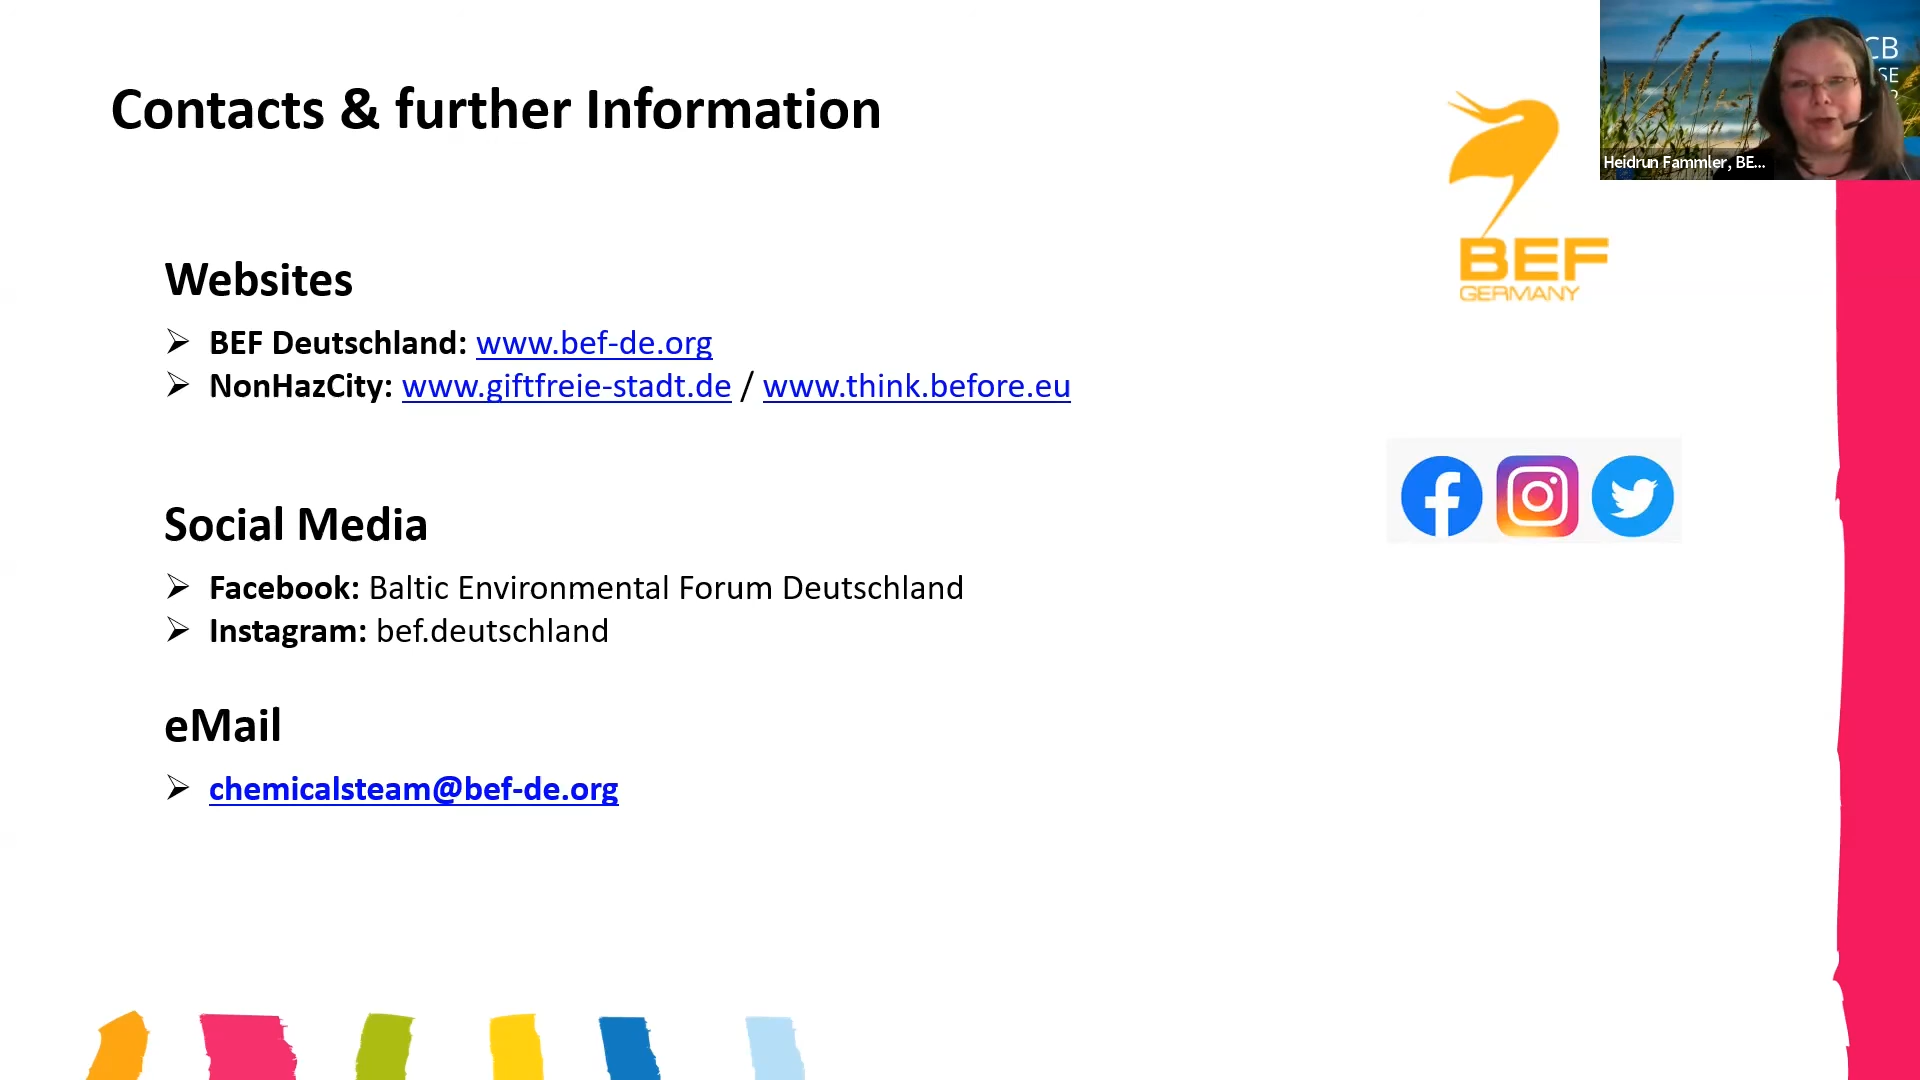 Contacts & further Information
CB
SE
Heidrun Fammler, BE...
BEF
GERMANY
Websites
BEF Deutschland: www.bef-de.org
NonHazCity: www.giftfreie-stadt.de / www.think.before.eu
Social Media
Facebook: Baltic Environmental Forum Deutschland
Instagram: bef.deutschland
eMail
chemicalsteam@bef-de.org